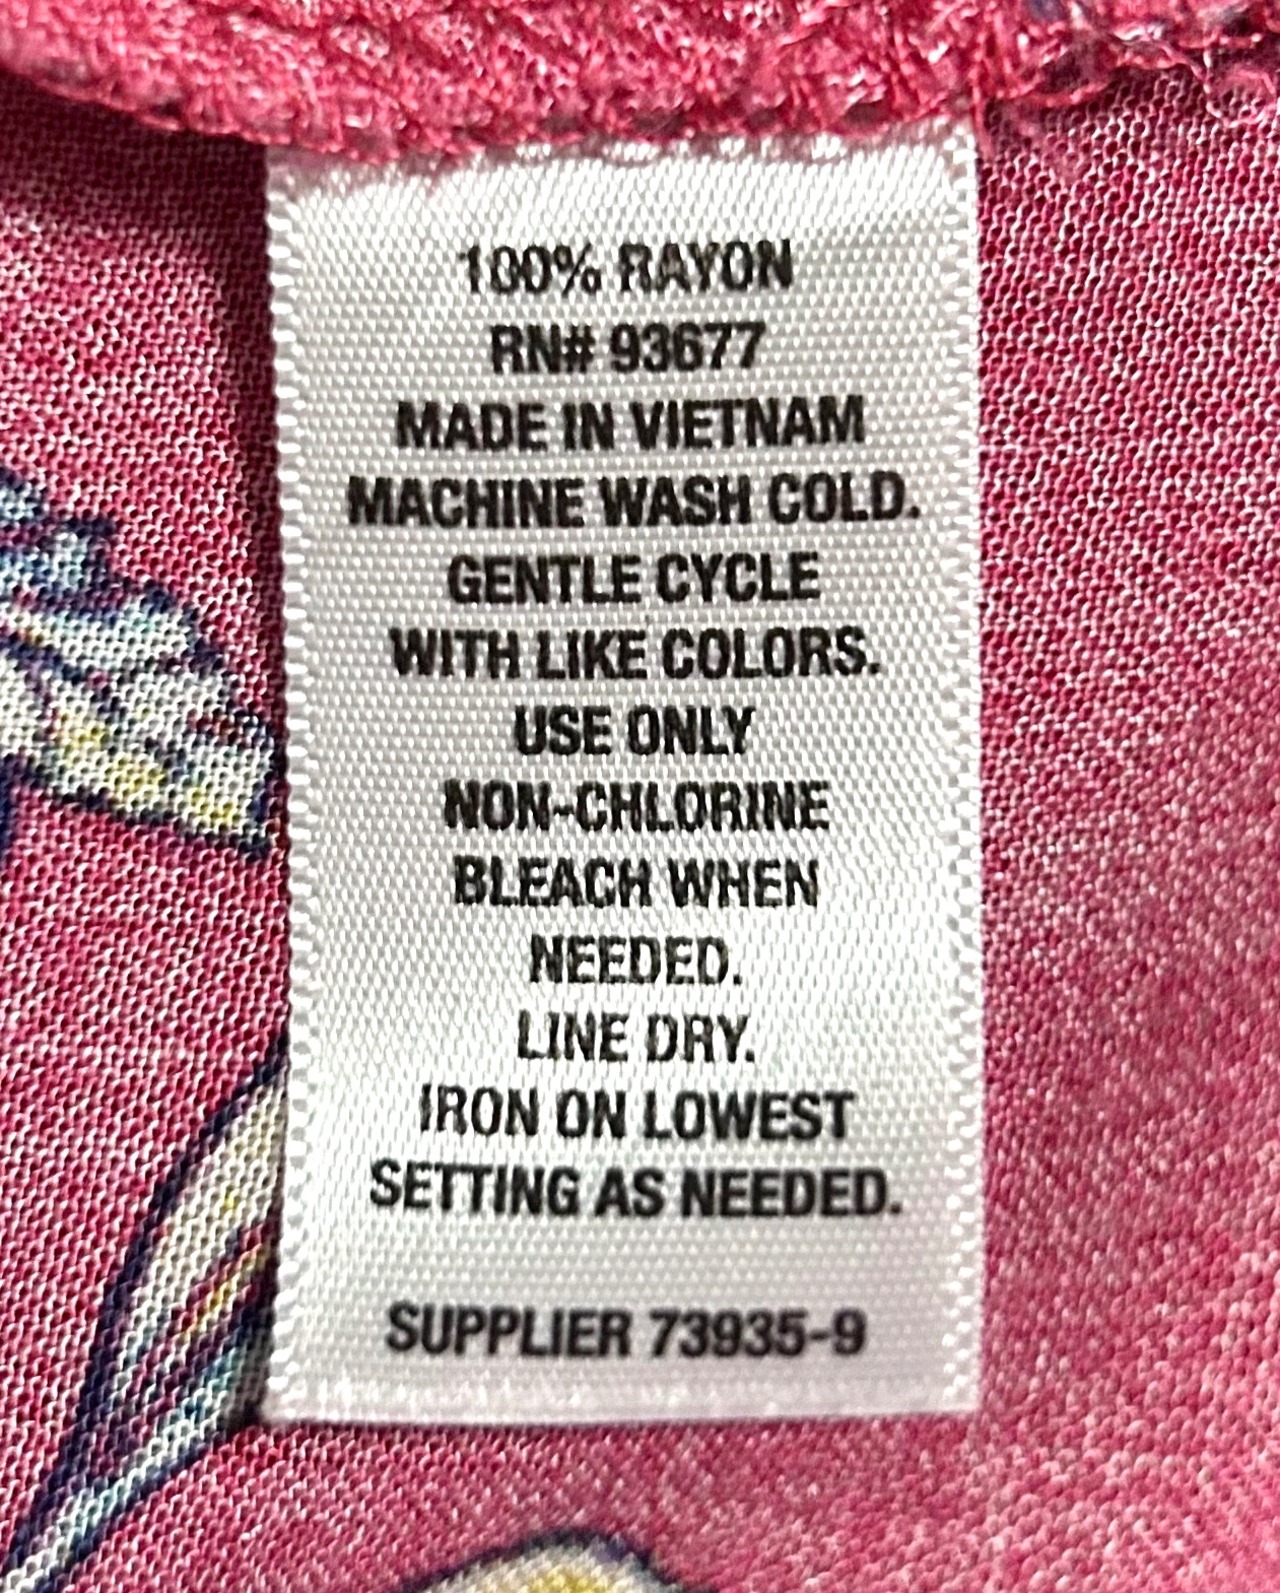 100% RAYON
RN# 93677
MADE IN VIETNAM
MACHINE WASH COLD.
GENTLE CYCLE
WITH LIKE COLORS.
USE ONLY
NON-CHLORINE
BLEACH WHEN
NEEDED.
LINE DRY.
IRON ON LOWEST
SETTING AS NEEDED.
SUPPLIER 73935-9